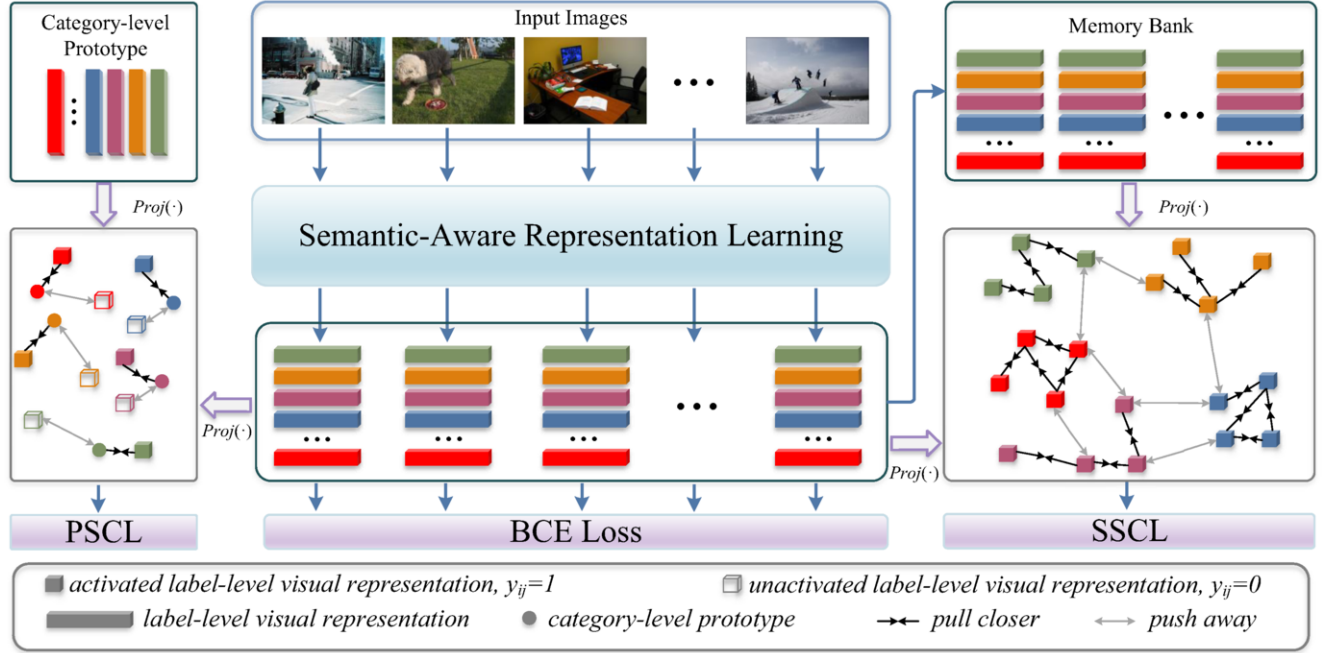 Category-level
Prototype
Input Images
Memory Bank
Proj(·)
Proj(·)
Semantic-Aware Representation Learning
Proj(·)
Proj(·)
PSCL
BCE Loss
SSCL
activated label-level visual representation, yij=1
unactivated label-level visual representation, yij=0
label-level visual representation
category-level prototype
pull closer
push away